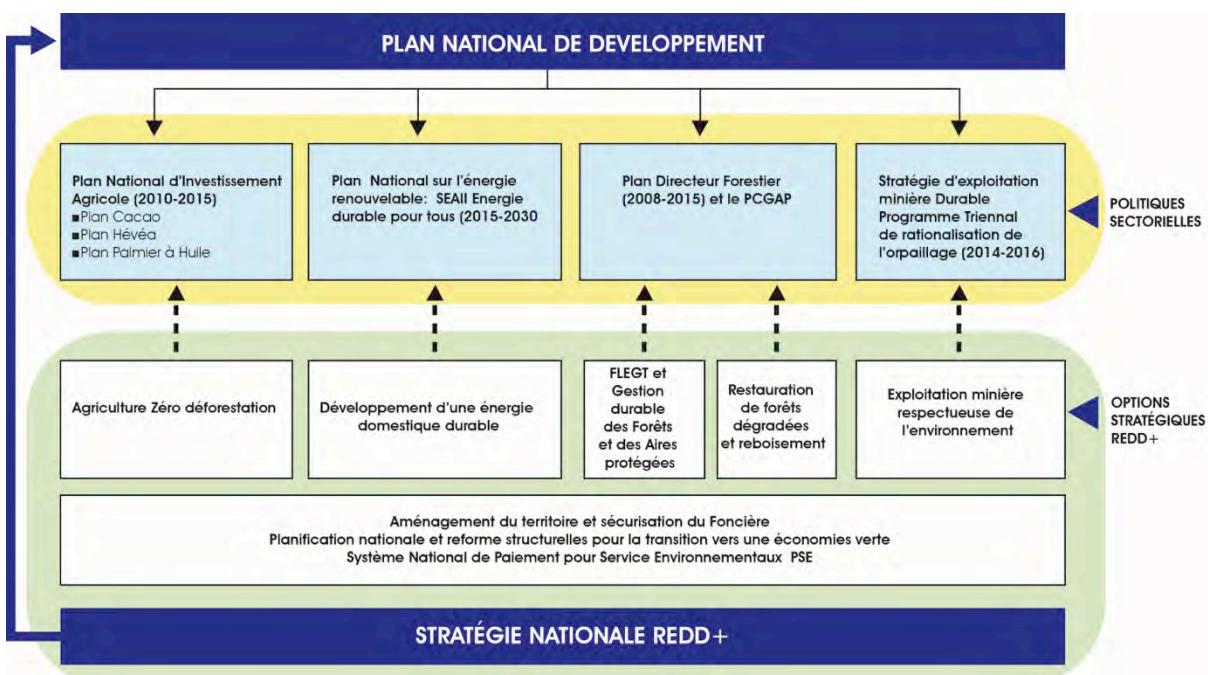 PLAN NATIONAL DE DEVELOPPEMENT
Plan National d'Investissement
Agricole (2010-2015)
■Plan Cacao
■Plan Hévéa
■Plan Palmier à Huile
Plan National sur l'énergie
renouvelable: SEAll Energie
durable pour tous (2015-2030
Plan Directeur Forestier
(2008-2015) et le PCGAP
Stratégie d'exploitation
minière Durable
Programme Triennal
de rationalisation de
l'orpaillage (2014-2016)
POLITIQUES
SECTORIELLES
Agriculture Zéro déforestation
Développement d'une énergie
domestique durable
FLEGT et
Gestion
durable
des Forêts
et des Aires
protégées
Restauration
de forêts
dégradées
et reboisement
Exploitation minière
respectueuse de
l'environnement
OPTIONS
STRATÉGIQUES
REDD+
Aménagement du territoire et sécurisation du Foncière
Planification nationale et reforme structurelles pour la transition vers une économies verte
Système National de Paiement pour Service Environnementaux PSE
STRATÉGIE NATIONALE REDD+